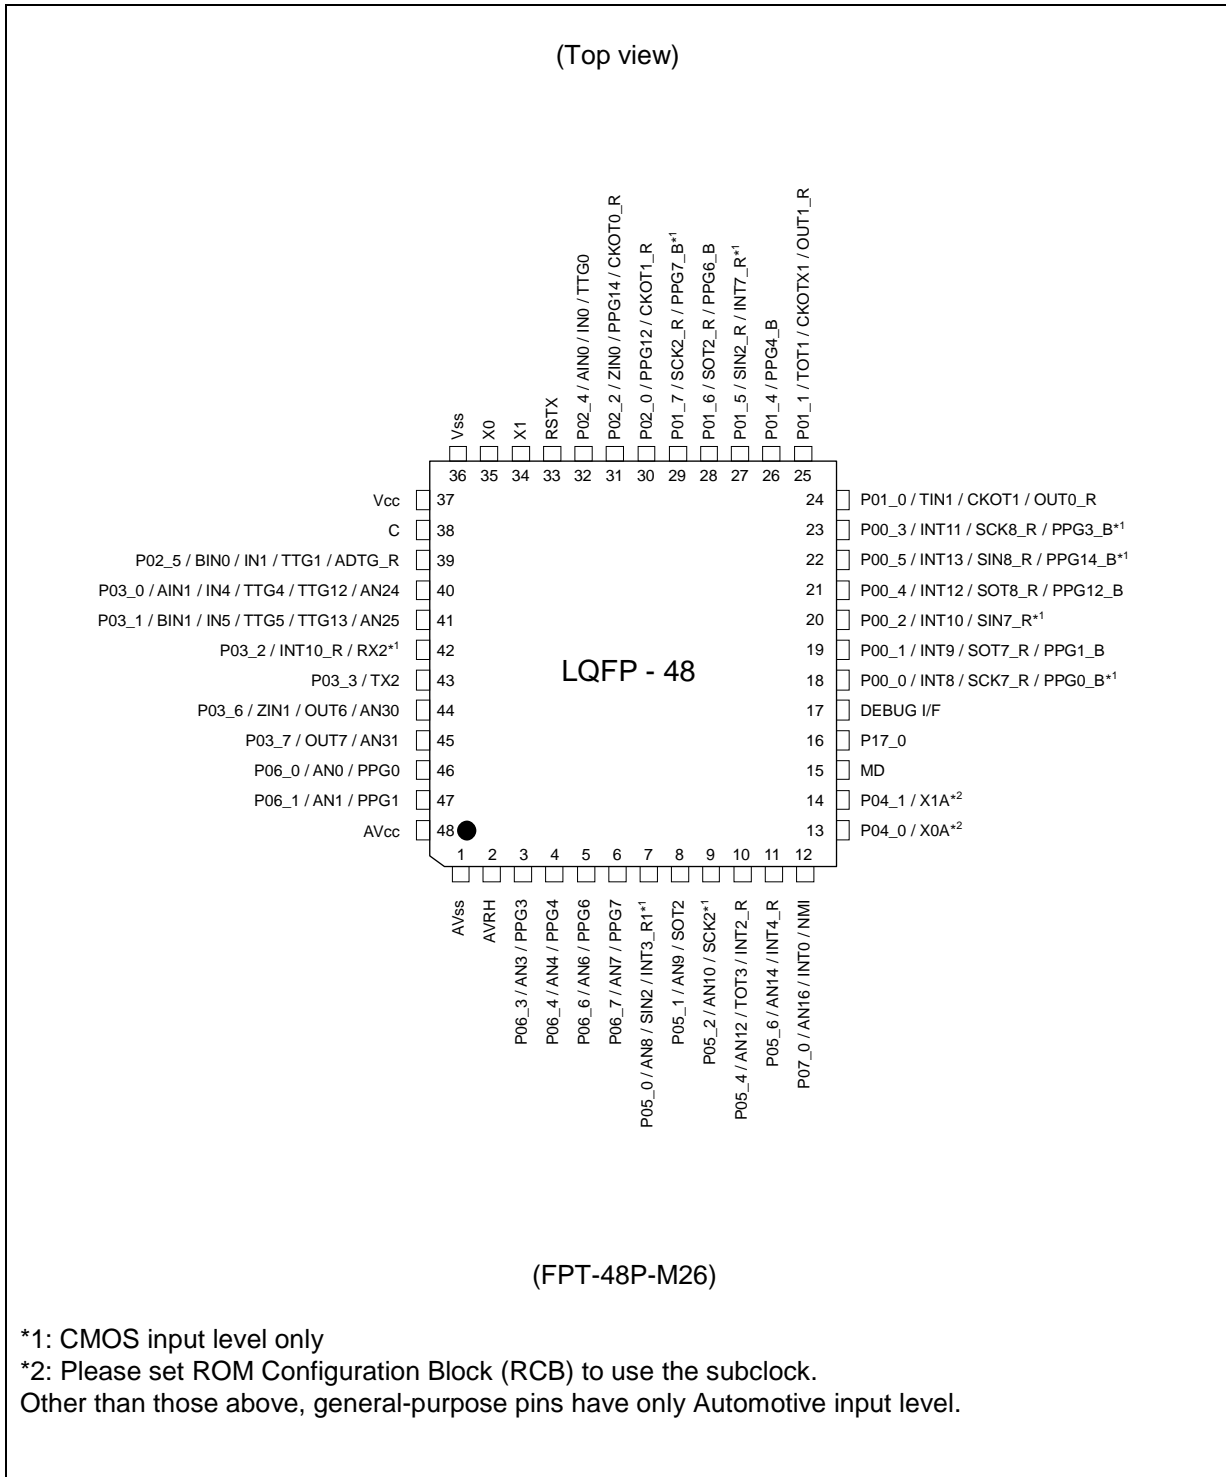 (Top view)
Vss
X0
X1
RSTX
P02_4 / AIN0 / IN0 / TTG0
P02_2 / ZIN0 / PPG14 / CKOT0_R
P02_0 / PPG12 / CKOT1_R
P01_7 / SCK2_R / PPG7_B*1
P01_6 / SOT2_R / PPG6_B
P01_5 / SIN2_R / INT7_R*1
P01_4 / PPG4_B
P01_1 / TOT1 / CKOTX1 / OUT1_R
36 35 34 33 32 31 30 29 28 27 26 25
Vcc 37 24 P01_0 / TIN1 / CKOT1 / OUT0_R
C 38 23 P00_3 / INT11 / SCK8_R / PPG3_B*1
P02_5 / BIN0 / IN1 / TTG1 / ADTG_R 39 22 P00_5 / INT13 / SIN8_R / PPG14_B*1
P03_0 / AIN1 / IN4 / TTG4 / TTG12 / AN24 40 21 P00_4 / INT12 / SOT8_R / PPG12_B
P03_1 / BIN1 / IN5 / TTG5 / TTG13 / AN25 41 20 P00_2 / INT10 / SIN7_R*1
P03_2 / INT10_R / RX2*1 42 19 P00_1 / INT9 / SOT7_R / PPG1_B
LQFP - 48
P03_3 / TX2 43 18 P00_0 / INT8 / SCK7_R / PPG0_B*1
P03_6 / ZIN1 / OUT6 / AN30 44 17 DEBUG I/F
P03_7 / OUT7 / AN31 45 16 P17_0
P06_0 / AN0 / PPG0 46 15 MD
P06_1 / AN1 / PPG1 47 14 P04_1 / X1A*2
AVcc 48 13 P04_0 / X0A*2
1 2 3 4 5 6 7 8 9 10 11 12
AVss
AVRH
P06_3 / AN3 / PPG3
P06_4 / AN4 / PPG4
P06_6 / AN6 / PPG6
P06_7 / AN7 / PPG7
P05_0 / AN8 / SIN2 / INT3_R1*1
P05_1 / AN9 / SOT2
P05_2 / AN10 / SCK2*1
P05_4 / AN12 / TOT3 / INT2_R
P05_6 / AN14 / INT4_R
P07_0 / AN16 / INT0 / NMI
(FPT-48P-M26)
*1: CMOS input level only
*2: Please set ROM Configuration Block (RCB) to use the subclock.
Other than those above, general-purpose pins have only Automotive input level.